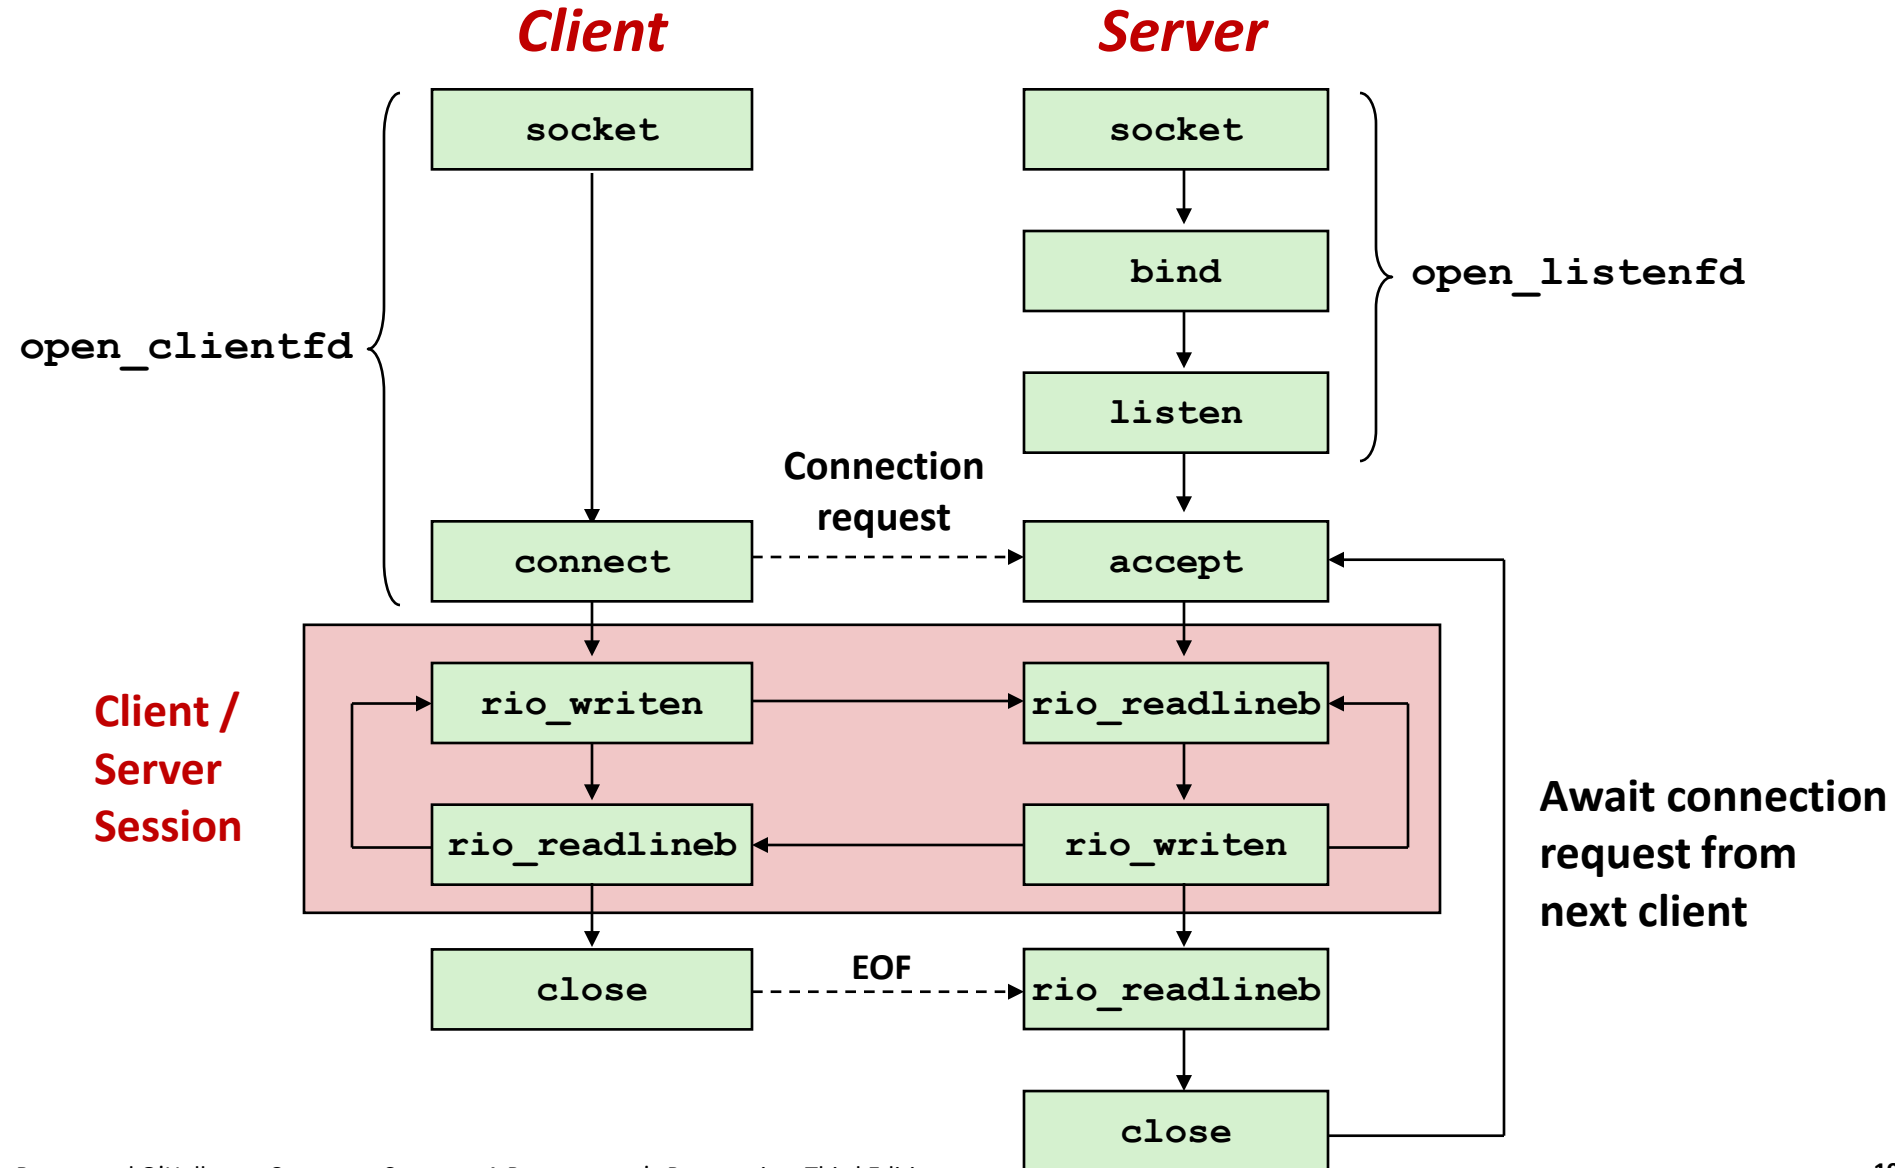 Client
Server
socket
socket
bind
open_listenfd
open_clientfd
listen
Connection
request
connect
accept
Client /
Server
Session
rio_writen
rio_readlineb
rio_readlineb
rio_writen
Await connection
request from
next client
close
EOF
rio_readlineb
close